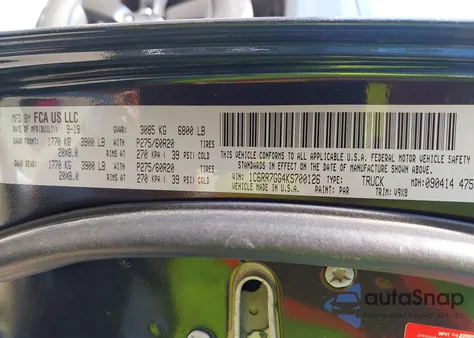 MFD BY FCA US LLC
DATE OF MFR(BUILT): 9-19 GVWR: 3085 KG 6800 LB
GAWR FRONT: 1770 KG 3900 LB WITH P275/60R20 TIRES
20X8.0 RIMS AT 270 KPA( 39 PSI) COLD
GAWR REAR: 1770 KG 3900 LB WITH P275/60R20 TIRES
20X8.0 AT 270 KPA( 39 PSI) COLD
THIS VEHICLE CONFORMS TO ALL APPLICABLE U.S.A. FEDERAL MOTOR VEHICLE SAFETY
STANDARDS IN EFFECT ON THE DATE OF MANUFACTURE SHOWN ABOVE.
VIN: 1C6RR7GG4KS700126 TYPE: TRUCK MDH: 090414 475
MADE IN U.S.A. PAINT: PAR TRIM: V9X8
autoSnap